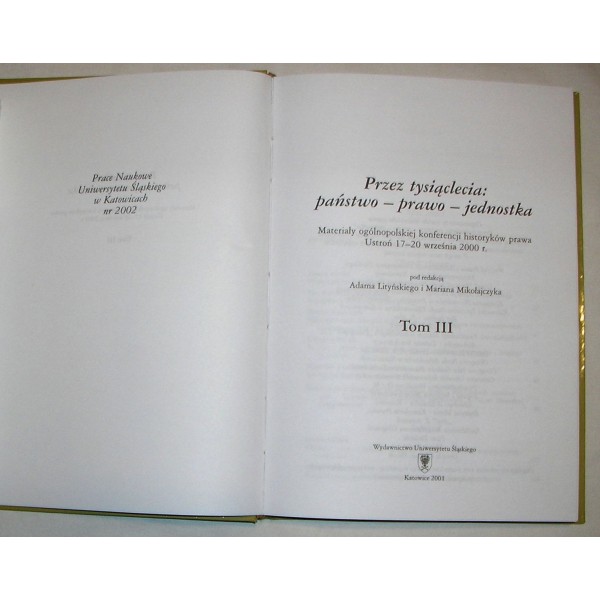 Prace Naukowe
Uniwersytetu Śląskiego
w Katowicach
nr 2002
Przez tysiąclecia:
państwo – prawo – jednostka
Materiały ogólnopolskiej konferencji historyków prawa
Ustroń 17–20 września 2000 r.
pod redakcją
Adama Lityńskiego i Mariana Mikołajczyka
Tom III
Wydawnictwo Uniwersytetu Śląskiego
Katowice 2001